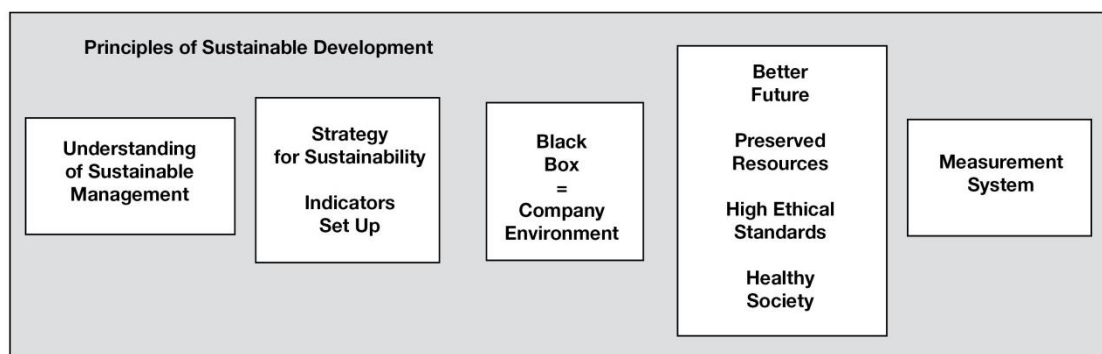 Principles of Sustainable Development
Understanding
of Sustainable
Management
Strategy
for Sustainability
Indicators
Set Up
Black
Box
=
Company
Environment
Better
Future
Preserved
Resources
High Ethical
Standards
Healthy
Society
Measurement
System